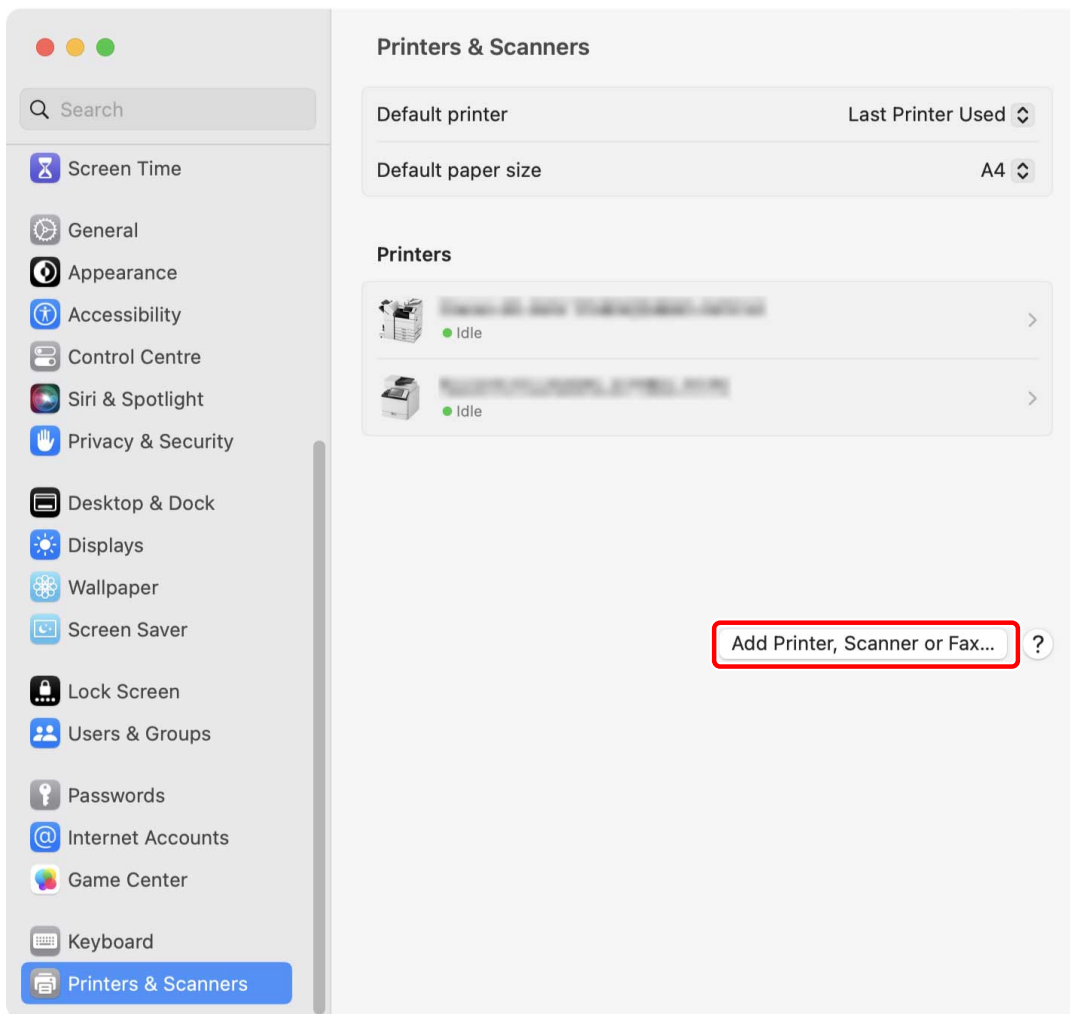 Search
Screen Time
General
Appearance
Accessibility
Control Centre
Siri & Spotlight
Privacy & Security
Desktop & Dock
Displays
Wallpaper
Screen Saver
Lock Screen
Users & Groups
Passwords
Internet Accounts
Game Center
Keyboard
Printers & Scanners
Printers & Scanners
Default printer Last Printer Used
Default paper size A4
Printers
Idle
Idle
Add Printer, Scanner or Fax... ?